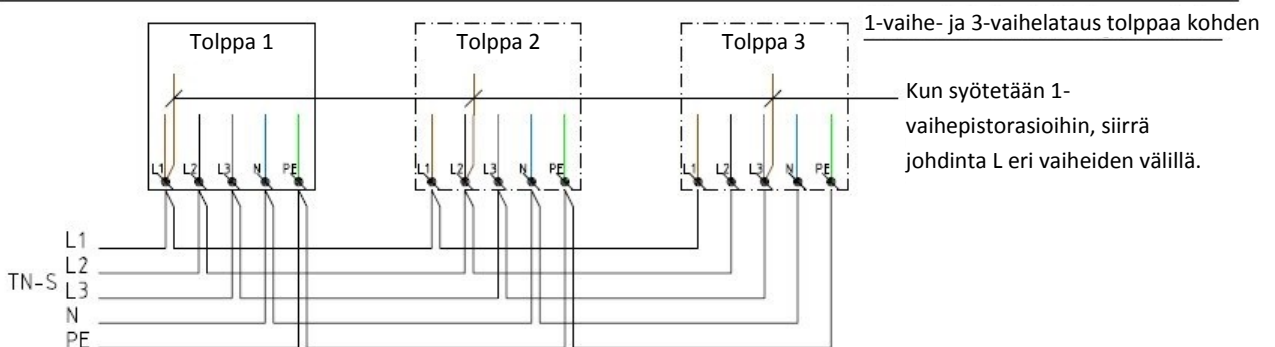 1-vaihe- ja 3-vaihelataus tolppaa kohden
Tolppa 1
Tolppa 2
Tolppa 3
Kun syötetään 1-
vaihepistorasioihin, siirrä
johdinta L eri vaiheiden välillä.
L1 L2 L3 N PE
L1 L2 L3 N PE
L1 L2 L3 N PE
L1
L2
TN-S L3
N
PE